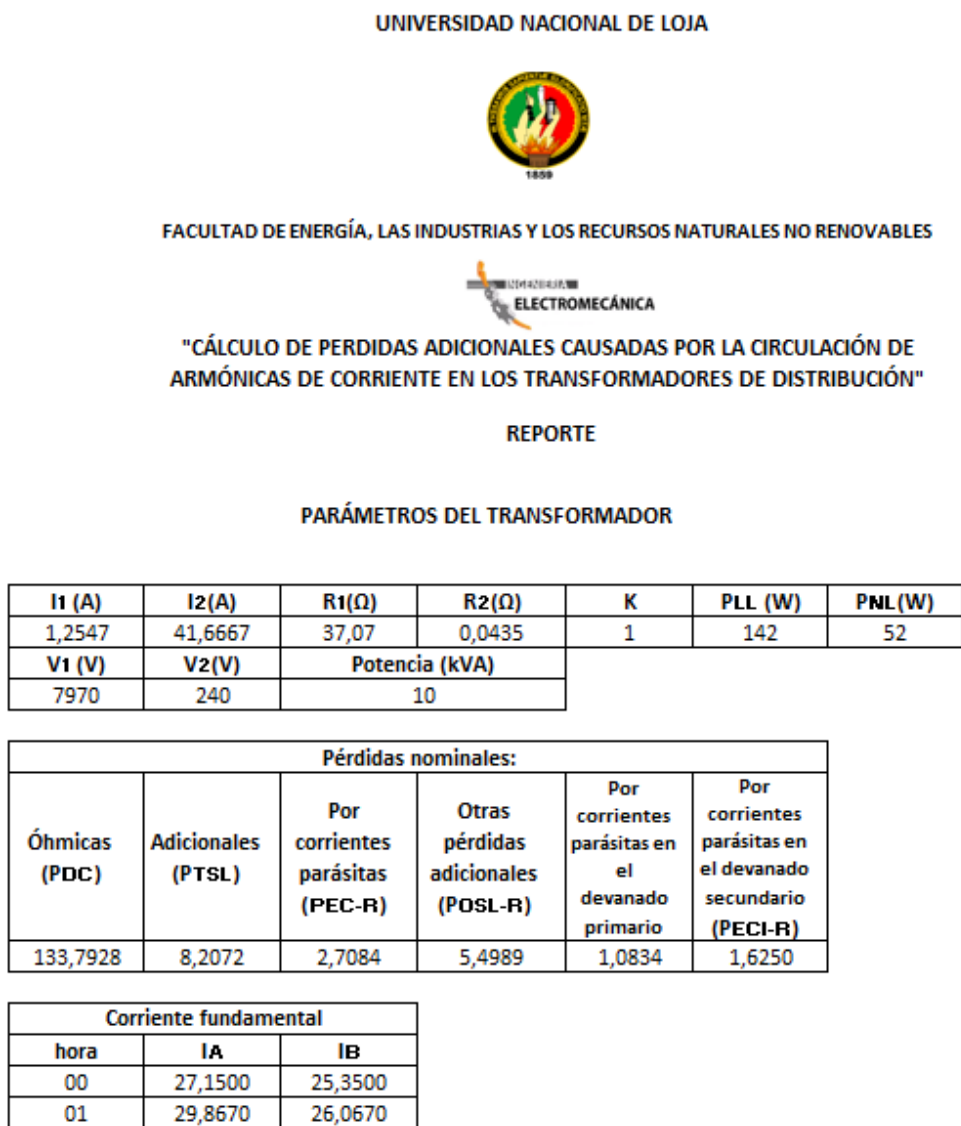 UNIVERSIDAD NACIONAL DE LOJA
1859
FACULTAD DE ENERGÍA, LAS INDUSTRIAS Y LOS RECURSOS NATURALES NO RENOVABLES
INGENIERIA
ELECTROMECÁNICA
"CÁLCULO DE PERDIDAS ADICIONALES CAUSADAS POR LA CIRCULACIÓN DE
ARMÓNICAS DE CORRIENTE EN LOS TRANSFORMADORES DE DISTRIBUCIÓN"
REPORTE
PARÁMETROS DEL TRANSFORMADOR
I1 (A) I2(A) R1(Ω) R2(Ω) K PLL (W) PNL(W)
1,2547 41,6667 37,07 0,0435 1 142 52
V1 (V) V2(V) Potencia (kVA)
7970 240 10
Pérdidas nominales:
Óhmicas
(PDC)
Adicionales
(PTSL)
Por
corrientes
parásitas
(PEC-R)
Otras
pérdidas
adicionales
(POSL-R)
Por
corrientes
parásitas en
el
devanado
primario
Por
corrientes
parásitas en
el devanado
secundario
(PECI-R)
133,7928 8,2072 2,7084 5,4989 1,0834 1,6250
Corriente fundamental
hora IA IB
00 27,1500 25,3500
01 29,8670 26,0670